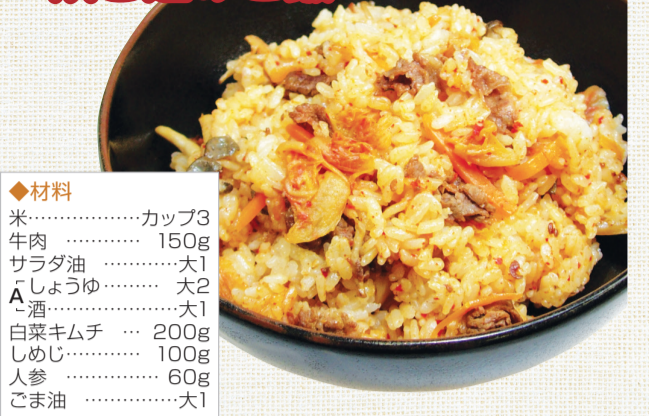 ◆材料
米………………カップ3
牛肉 ………… 150g
サラダ油 …………大1
A しょうゆ……… 大2
酒…………………大1
白菜キムチ … 200g
しめじ………… 100g
人参 ………… 60g
ごま油 ……………大1